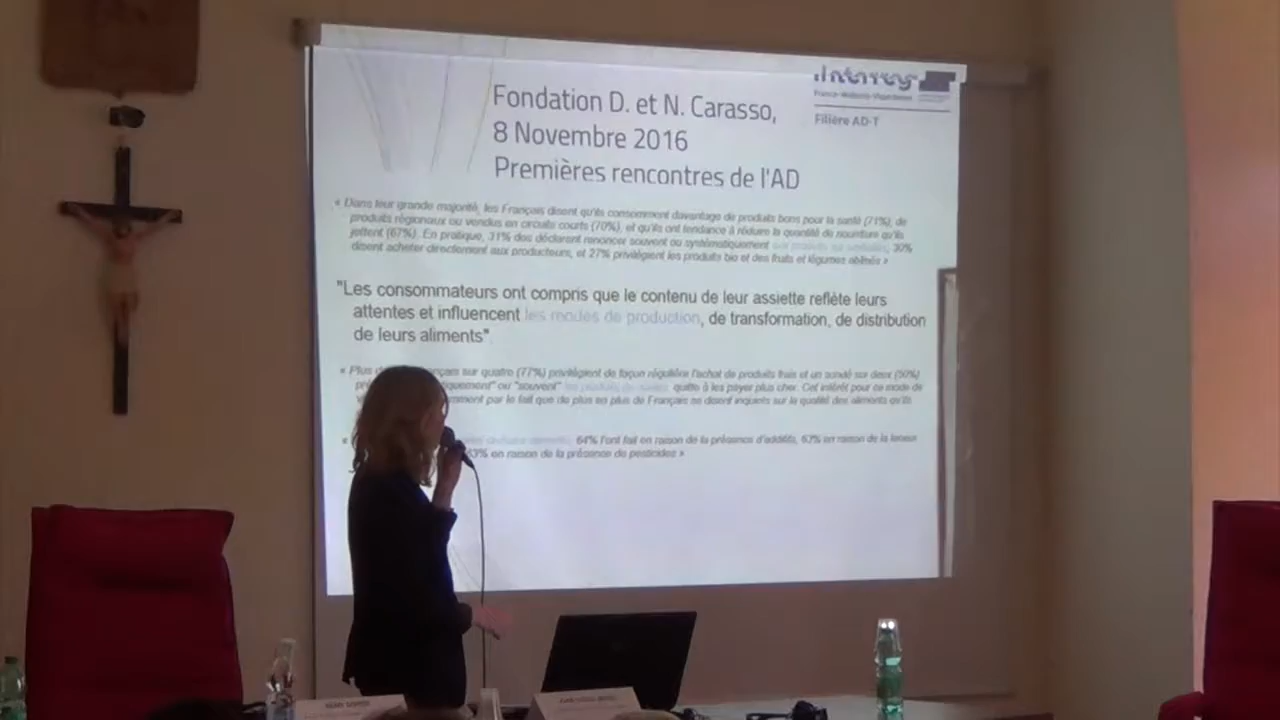 Interreg
France-Wallonie-Vlaanderen
Filière AD-T
Fondation D. et N. Carasso,
8 Novembre 2016
Premières rencontres de l'AD
« Dans leur grande majorité, les Français disent qu'ils consomment davantage de produits bons pour la santé (71%), de
produits régionaux ou vendus en circuits courts (70%), et qu'ils ont tendance à réduire la quantité de nourriture qu'ils
jettent (67%). En pratique, 31% des déclarent renoncer souvent ou systématiquement 30%
disent acheter directement aux producteurs, et 27% privilégient les produits bio et des fruits et légumes abîmés »
"Les consommateurs ont compris que le contenu de leur assiette reflète leurs
attentes et influencent les modes de production, de transformation, de distribution
de leurs aliments".
« Plus sur quatre (77%) privilégient de façon régulière l'achat de produits frais et un sondé sur deux (50%)
ou "souvent" quitte à les payer plus cher. Cet intérêt pour ce mode de
par le fait que de plus en plus de Français se disent inquiets sur la qualité des aliments qu'ils
« 64% l'ont fait en raison de la présence d'additifs, 63% en raison de la teneur
en raison de la présence de pesticides »